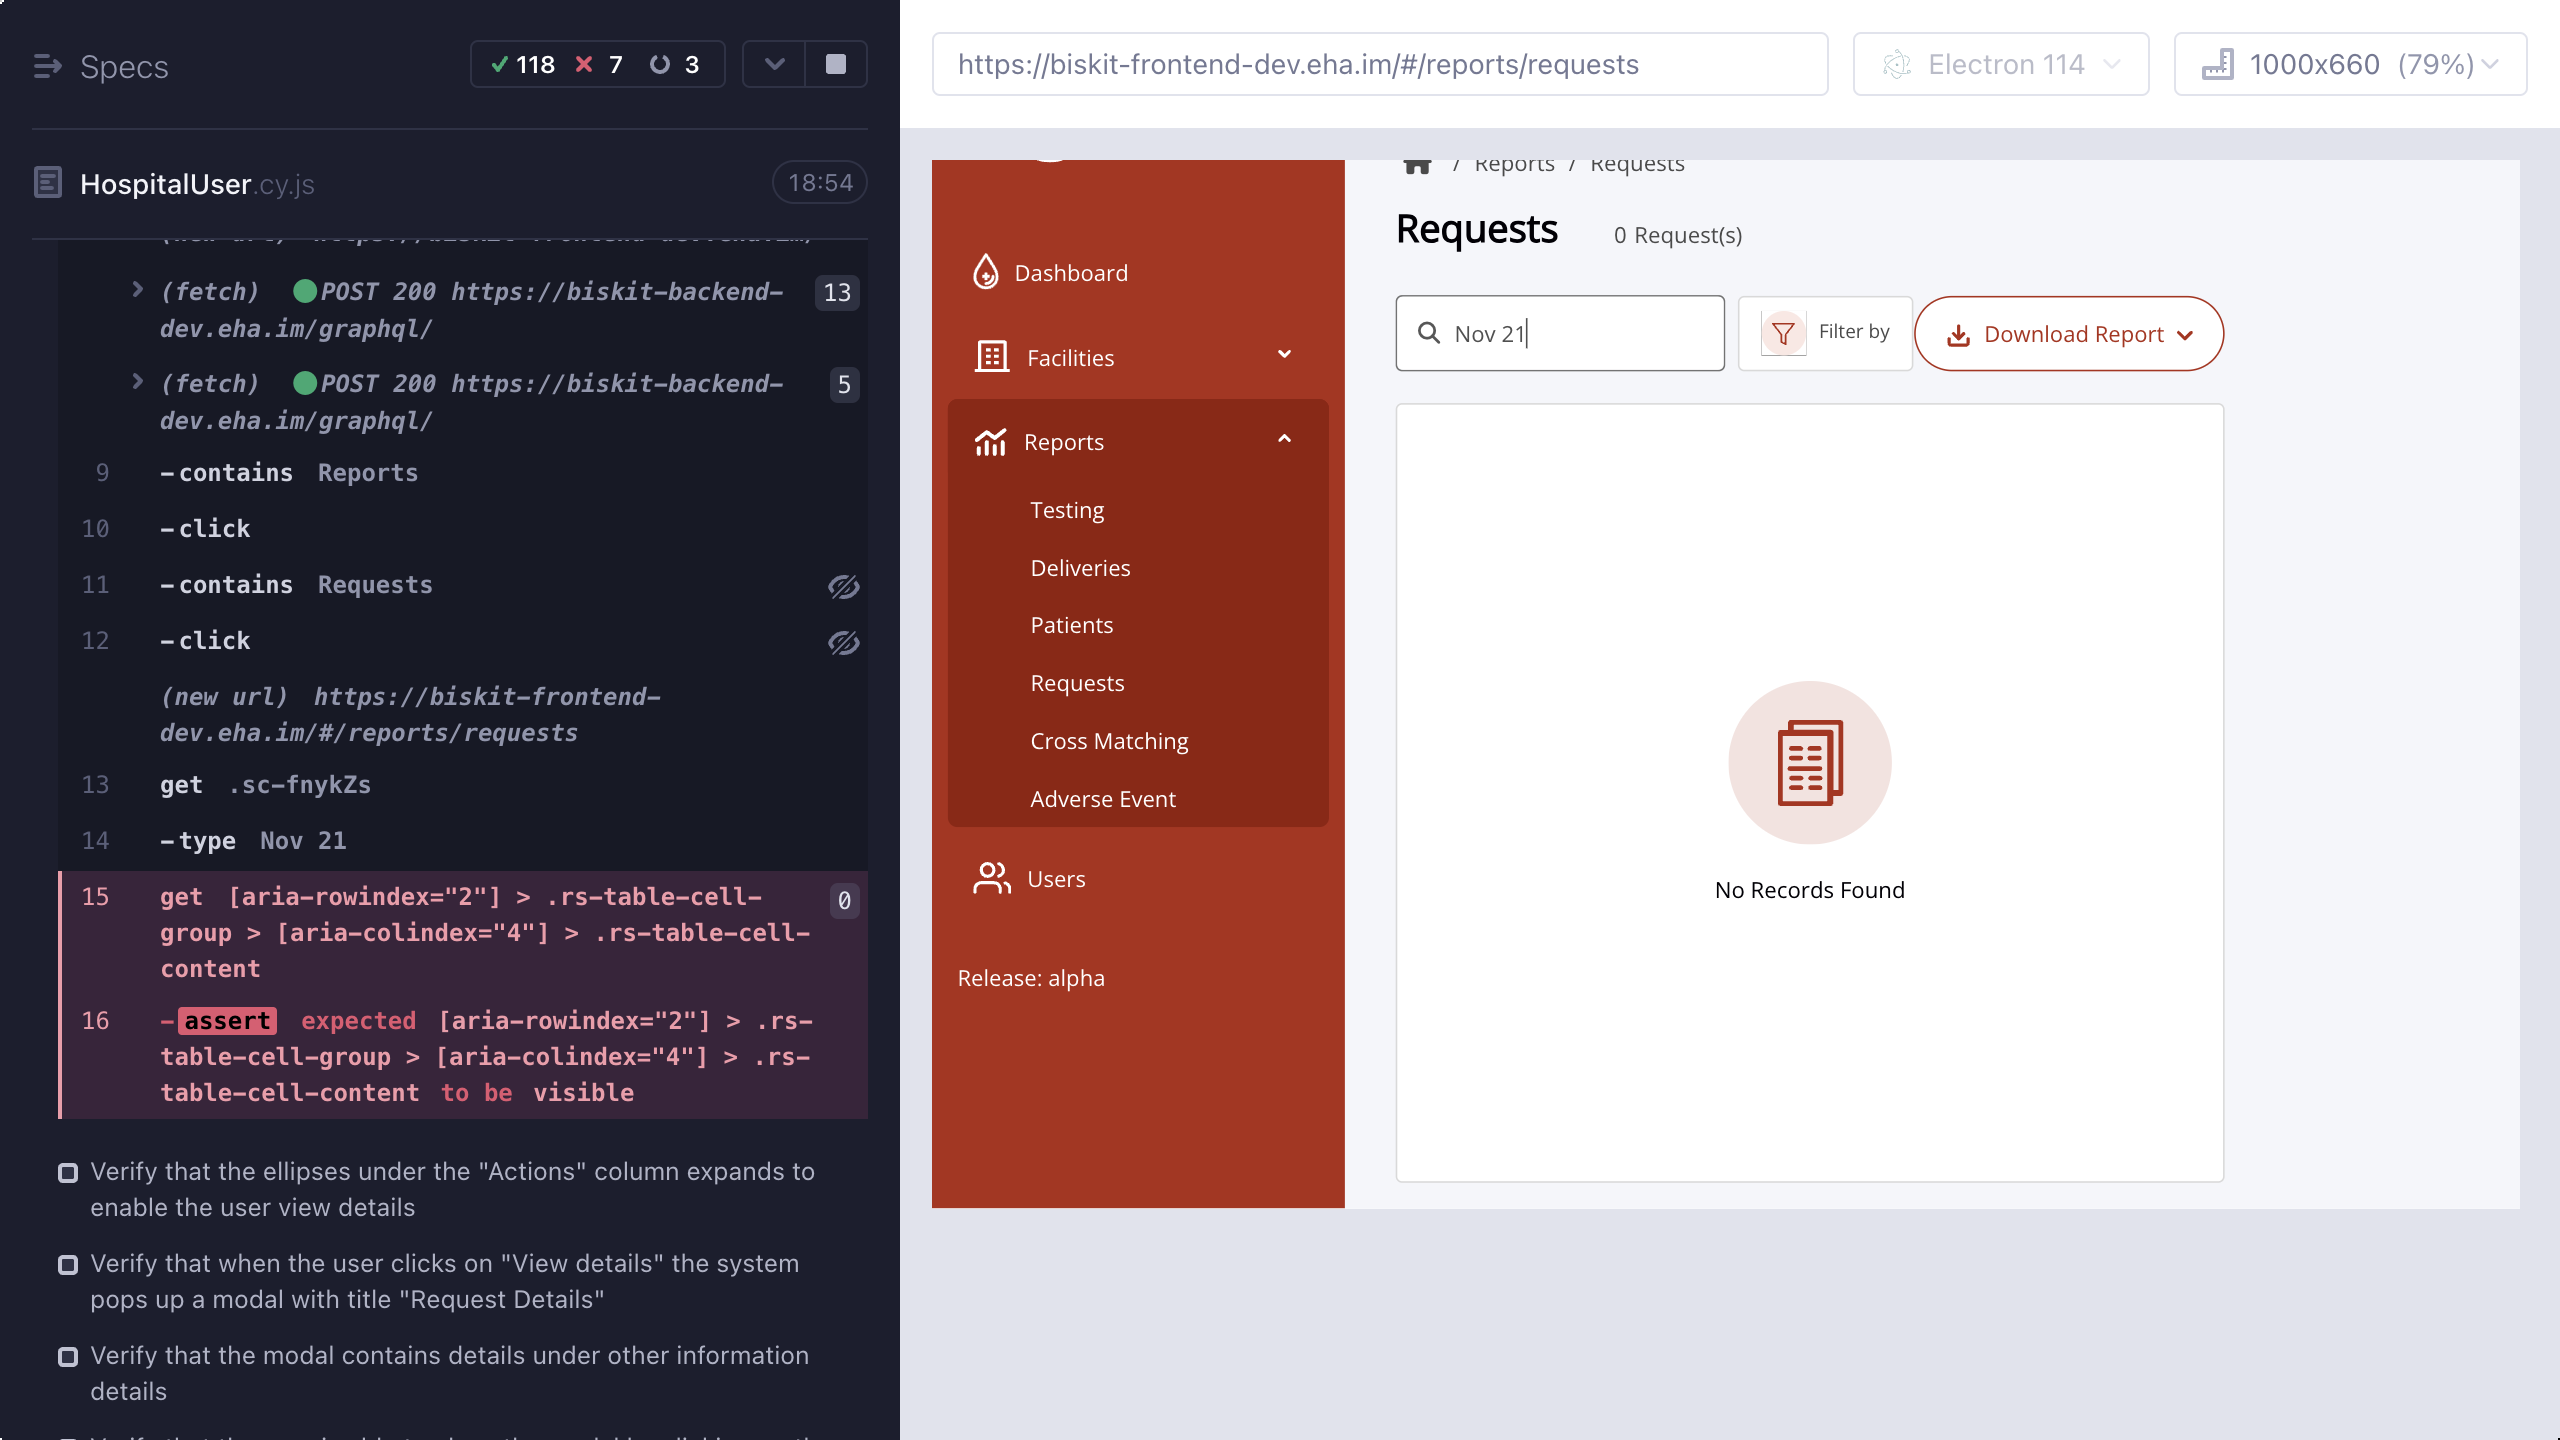 Specs
118
7
3
HospitalUser.cy.js
18:54
(new url) https://biskit-frontend-dev.eha.im/
(fetch) POST 200 https://biskit-backend-
dev.eha.im/graphql/
13
(fetch) POST 200 https://biskit-backend-
dev.eha.im/graphql/
5
9 -contains Reports
10 -click
11 -contains Requests
12 -click
(new url) https://biskit-frontend-
dev.eha.im/#/reports/requests
13 get .sc-fnykZs
14 -type Nov 21
15 get [aria-rowindex="2"] > .rs-table-cell-
group > [aria-colindex="4"] > .rs-table-cell-
content
0
16 -assert expected [aria-rowindex="2"] > .rs-
table-cell-group > [aria-colindex="4"] > .rs-
table-cell-content to be visible
Verify that the ellipses under the "Actions" column expands to
enable the user view details
Verify that when the user clicks on "View details" the system
pops up a modal with title "Request Details"
Verify that the modal contains details under other information
details
https://biskit-frontend-dev.eha.im/#/reports/requests
Electron 114
1000x660 (79%)
Dashboard
Facilities
Reports
Testing
Deliveries
Patients
Requests
Cross Matching
Adverse Event
Users
Release: alpha
/ Reports / Requests
Requests
0 Request(s)
Nov 21
Filter by
Download Report
No Records Found